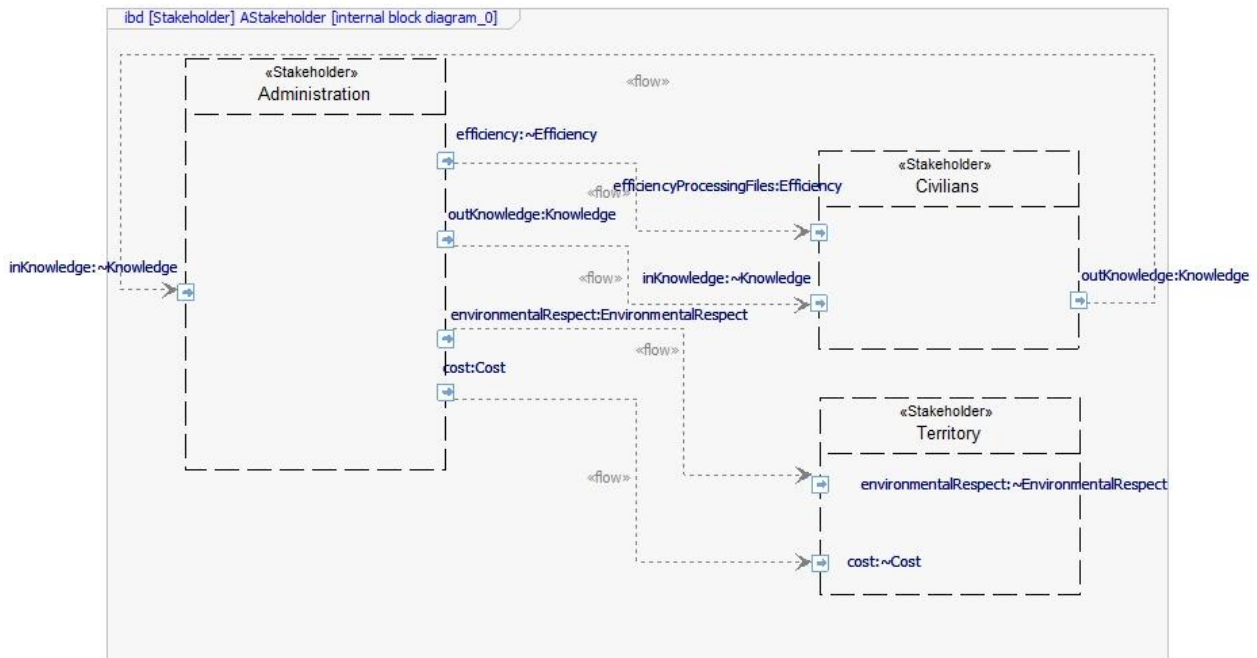 ibd [Stakeholder] AStakeholder [internal block diagram_0]
«Stakeholder»
Administration
«flow»
efficiency:~Efficiency
«Stakeholder»
Civilians
efficiencyProcessingFiles:Efficiency
«flow»
outKnowledge:Knowledge
inKnowledge:~Knowledge
«flow»
inKnowledge:~Knowledge
outKnowledge:Knowledge
environmentalRespect:EnvironmentalRespect
«flow»
cost:Cost
«Stakeholder»
Territory
«flow»
environmentalRespect:~EnvironmentalRespect
cost:~Cost